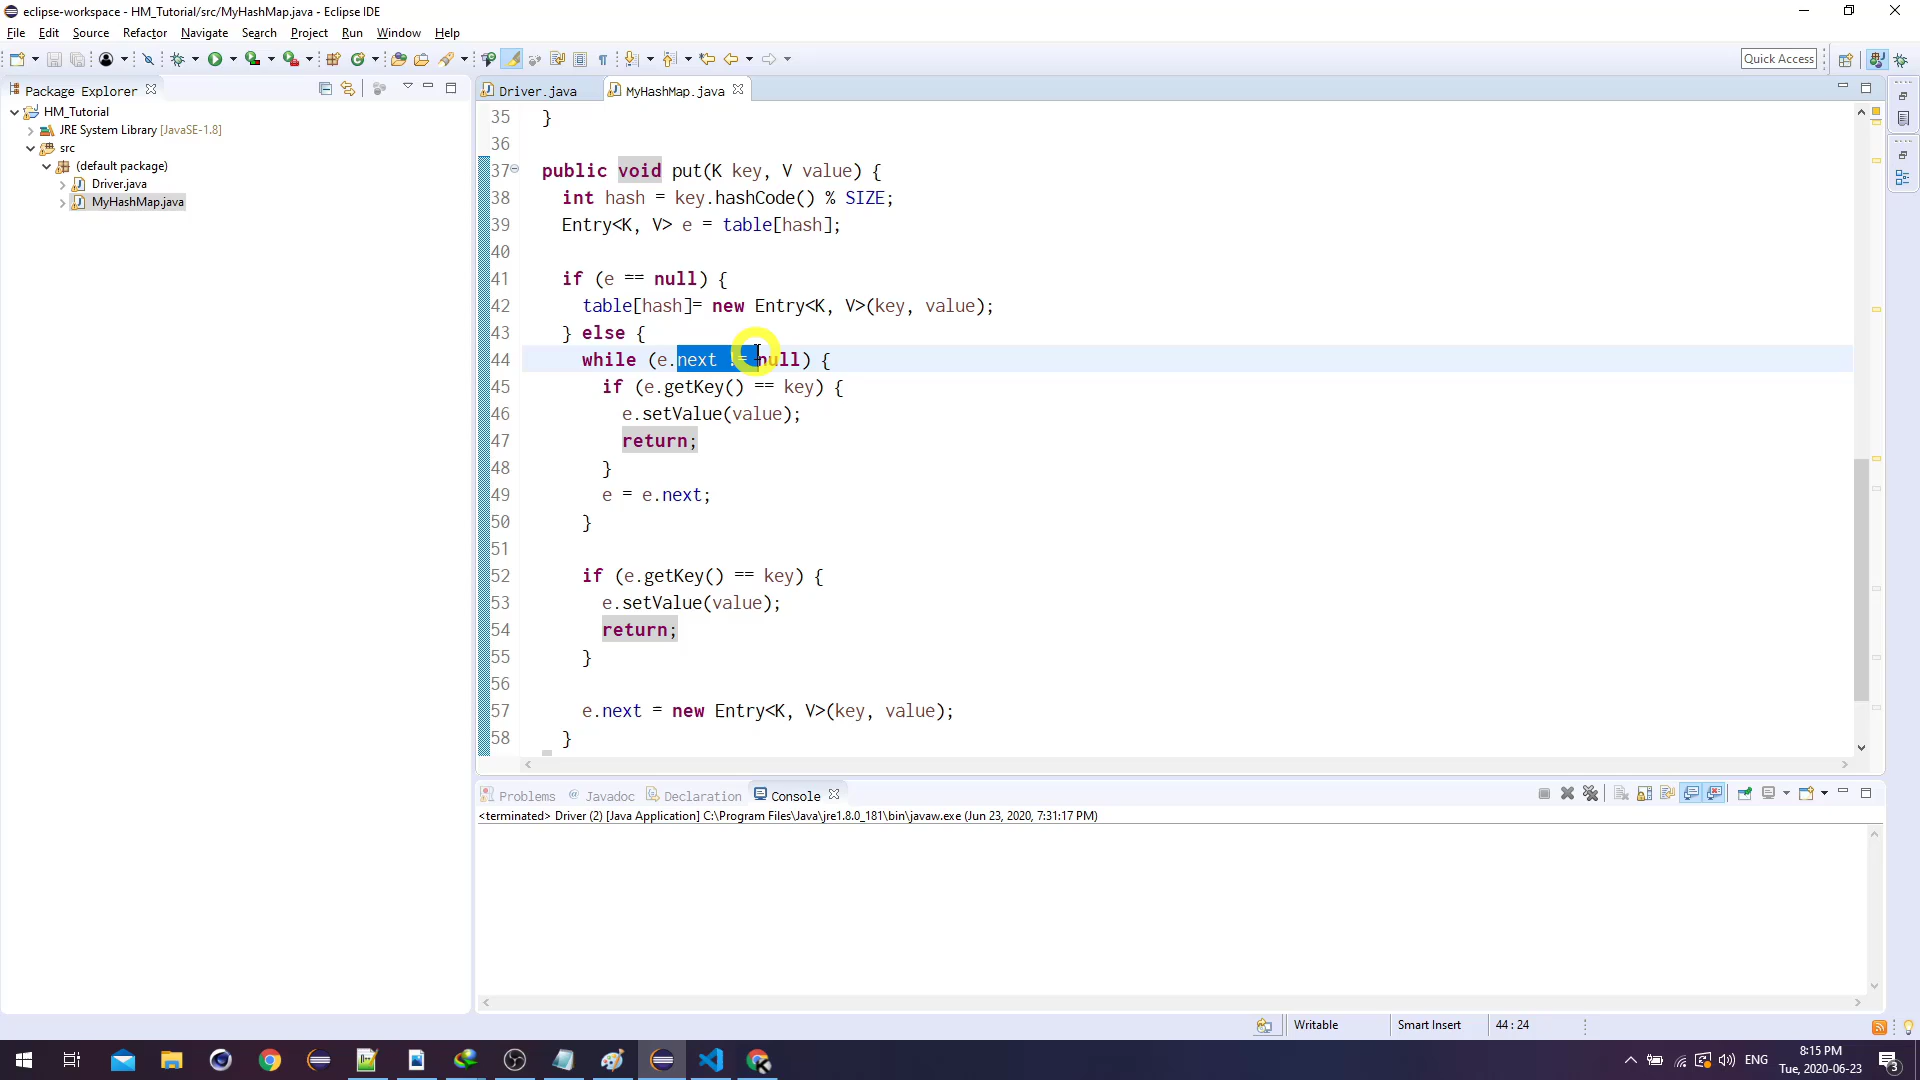 eclipse-workspace - HM_Tutorial/src/MyHashMap.java - Eclipse IDE
File Edit Source Refactor Navigate Search Project Run Window Help
Quick Access
Package Explorer
HM_Tutorial
JRE System Library [JavaSE-1.8]
src
(default package)
Driver.java
MyHashMap.java
Driver.java MyHashMap.java
35 }
36
37 public void put(K key, V value) {
38 int hash = key.hashCode() % SIZE;
39 Entry<K, V> e = table[hash];
40
41 if (e == null) {
42 table[hash]= new Entry<K, V>(key, value);
43 } else {
44 while (e.next != null) {
45 if (e.getKey() == key) {
46 e.setValue(value);
47 return;
48 }
49 e = e.next;
50 }
51
52 if (e.getKey() == key) {
53 e.setValue(value);
54 return;
55 }
56
57 e.next = new Entry<K, V>(key, value);
58 }
Problems @ Javadoc Declaration Console
<terminated> Driver (2) [Java Application] C:\Program Files\Java\jre1.8.0_181\bin\javaw.exe (Jun 23, 2020, 7:31:17 PM)
Writable Smart Insert 44 : 24
ENG
8:15 PM
Tue, 2020-06-23
3